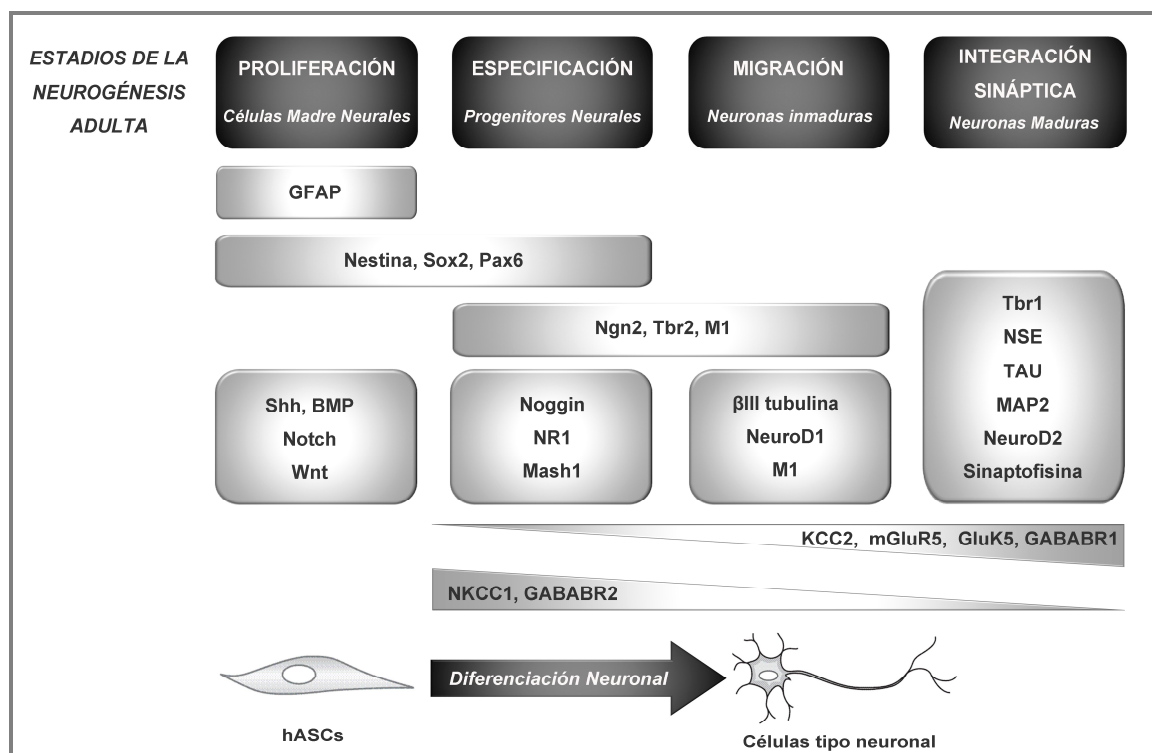 ESTADIOS DE LA
NEUROGÉNESIS
ADULTA
PROLIFERACIÓN
Células Madre Neurales
ESPECIFICACIÓN
Progenitores Neurales
MIGRACIÓN
Neuronas inmaduras
INTEGRACIÓN
SINÁPTICA
Neuronas Maduras
GFAP
Nestina, Sox2, Pax6
Ngn2, Tbr2, M1
Shh, BMP
Notch
Wnt
Noggin
NR1
Mash1
βIII tubulina
NeuroD1
M1
Tbr1
NSE
TAU
MAP2
NeuroD2
Sinaptofisina
KCC2, mGluR5, GluK5, GABABR1
NKCC1, GABABR2
Diferenciación Neuronal
hASCs
Células tipo neuronal